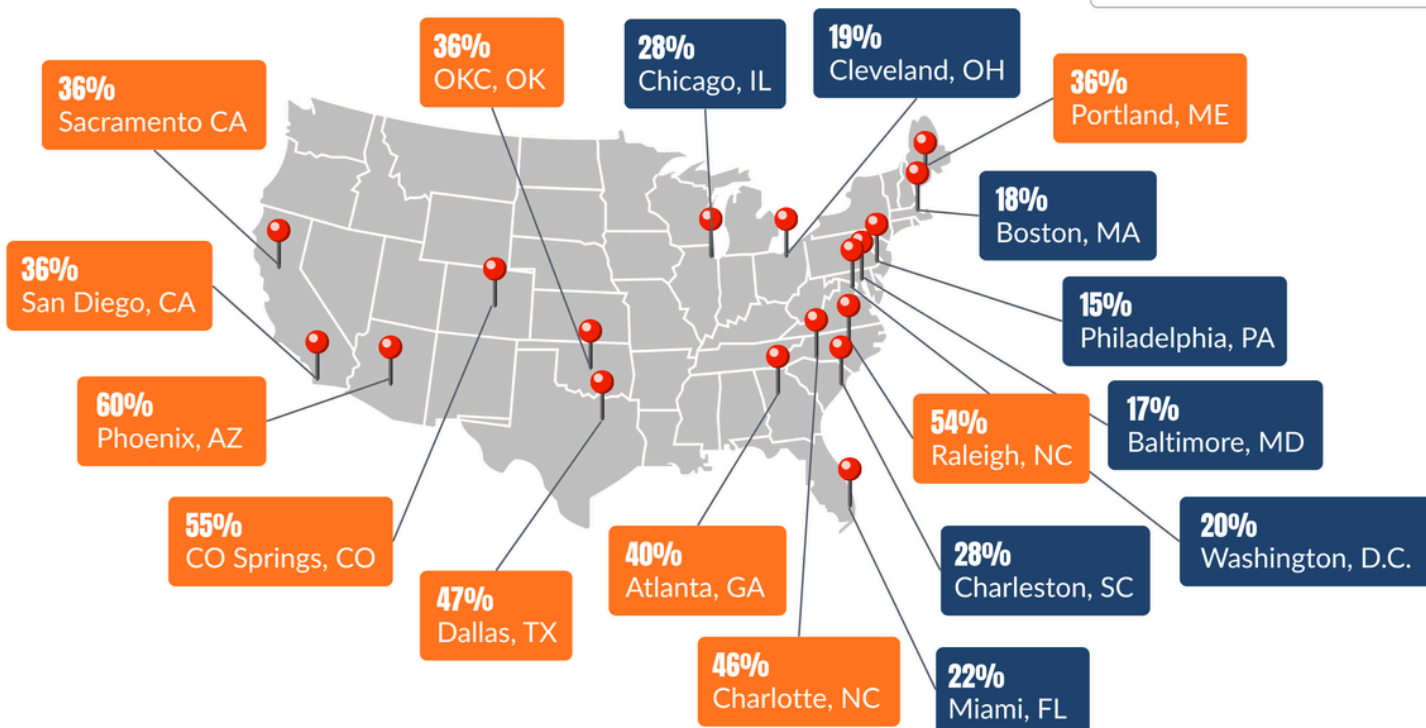 36%
OKC, OK
28%
Chicago, IL
19%
Cleveland, OH
36%
Sacramento CA
36%
Portland, ME
18%
Boston, MA
36%
San Diego, CA
15%
Philadelphia, PA
60%
Phoenix, AZ
54%
Raleigh, NC
17%
Baltimore, MD
55%
CO Springs, CO
20%
Washington, D.C.
40%
Atlanta, GA
28%
Charleston, SC
47%
Dallas, TX
46%
Charlotte, NC
22%
Miami, FL